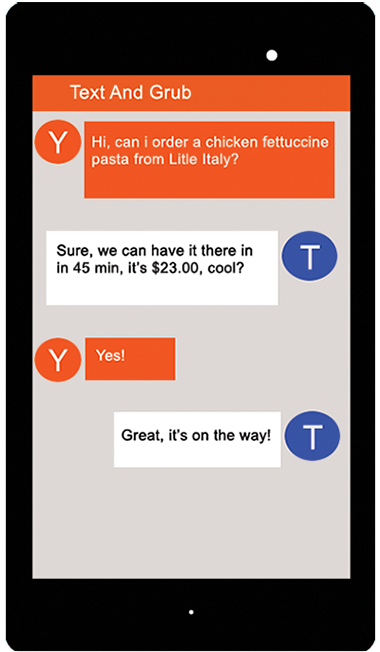 Text And Grub
Y
Hi, can i order a chicken fettuccine
pasta from Litle Italy?
Sure, we can have it there in
in 45 min, it's $23.00, cool?
T
Y
Yes!
Great, it's on the way!
T